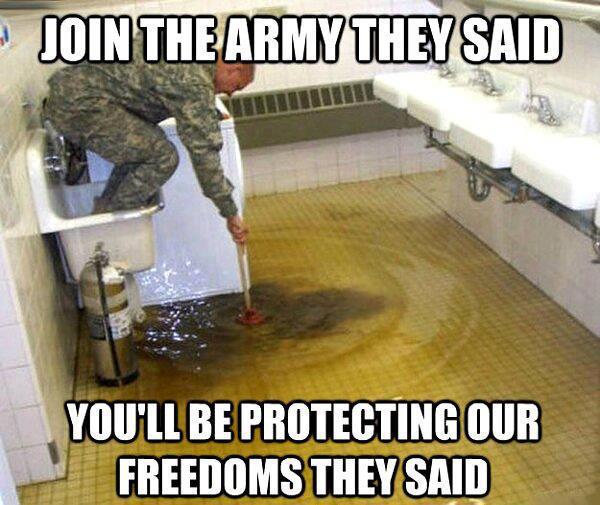 JOIN THE ARMY THEY SAID
YOU'LL BE PROTECTING OUR
FREEDOMS THEY SAID